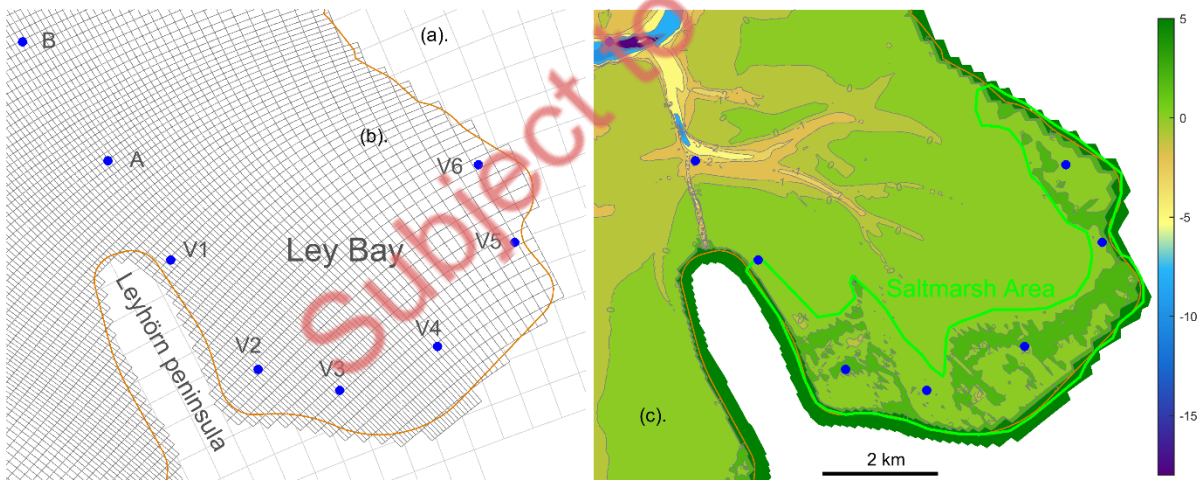 B
(a).
A
(b).
V6
V1
Ley Bay
V5
Leyhörn peninsula
V4
V2
V3
Subject to
Saltmarsh Area
(c).
2 km
5
0
-5
-10
-15